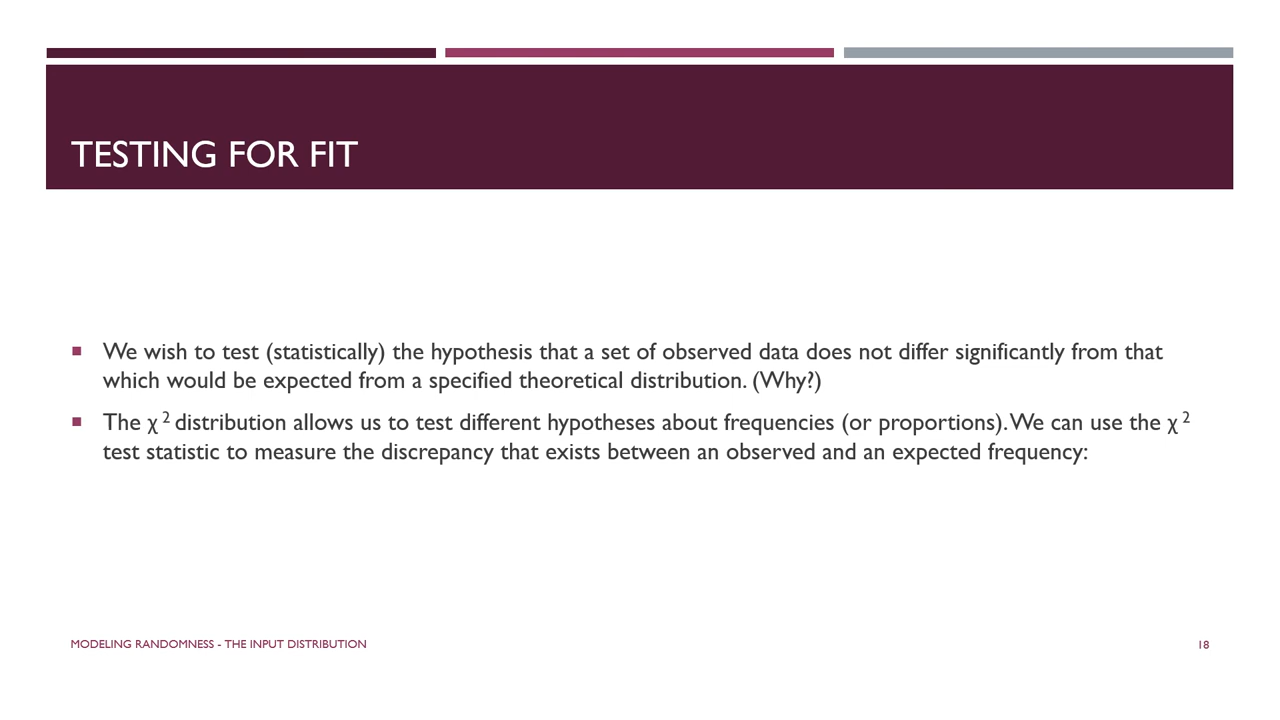 TESTING FOR FIT
▪ We wish to test (statistically) the hypothesis that a set of observed data does not differ significantly from that
which would be expected from a specified theoretical distribution. (Why?)
▪ The χ² distribution allows us to test different hypotheses about frequencies (or proportions). We can use the χ²
test statistic to measure the discrepancy that exists between an observed and an expected frequency:
MODELING RANDOMNESS - THE INPUT DISTRIBUTION
18